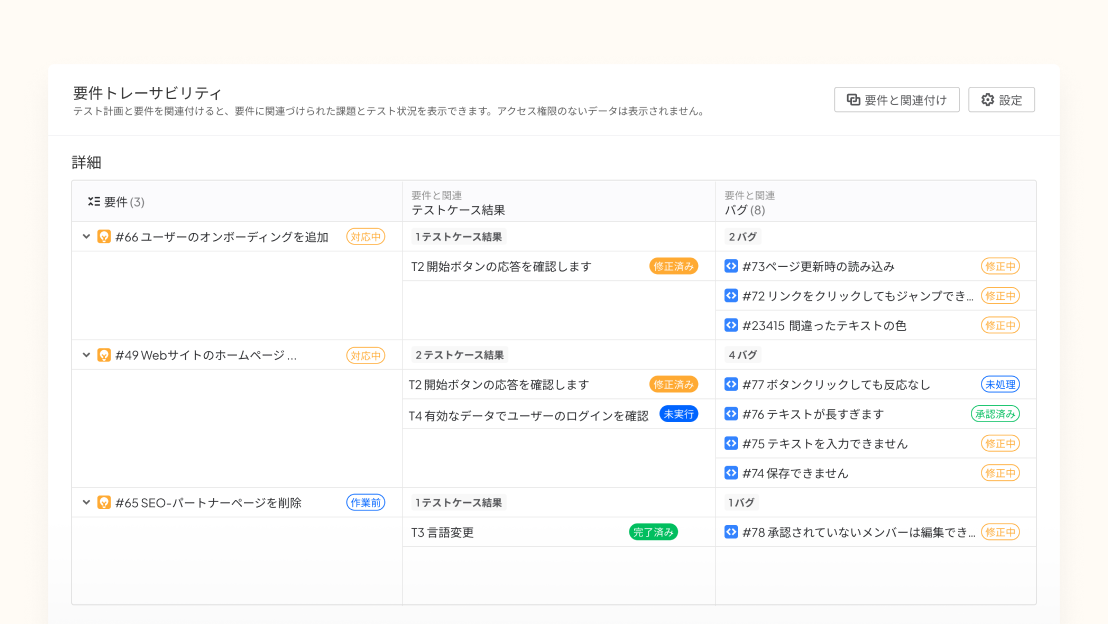 要件トレーサビリティ
テスト計画と要件を関連付けると、要件に関連づけられた課題とテスト状況を表示できます。アクセス権限のないデータは表示されません。
要件と関連付け
設定
詳細
要件 (3)
要件と関連
テストケース結果
要件と関連
バグ (8)
#66 ユーザーのオンボーディングを追加 対応中
1 テストケース結果
2 バグ
T2 開始ボタンの応答を確認します 修正済み
#73ページ更新時の読み込み 修正中
#72 リンクをクリックしてもジャンプでき... 修正中
#23415 間違ったテキストの色 修正中
#49 Webサイトのホームページ ... 対応中
2 テストケース結果
4 バグ
T2 開始ボタンの応答を確認します 修正済み
#77 ボタンクリックしても反応なし 未処理
T4 有効なデータでユーザーのログインを確認 未実行
#76 テキストが長すぎます 承認済み
#75 テキストを入力できません 修正中
#74 保存できません 修正中
#65 SEO-パートナーページを削除 作業前
1 テストケース結果
1 バグ
T3 言語変更 完了済み
#78 承認されていないメンバーは編集でき... 修正中